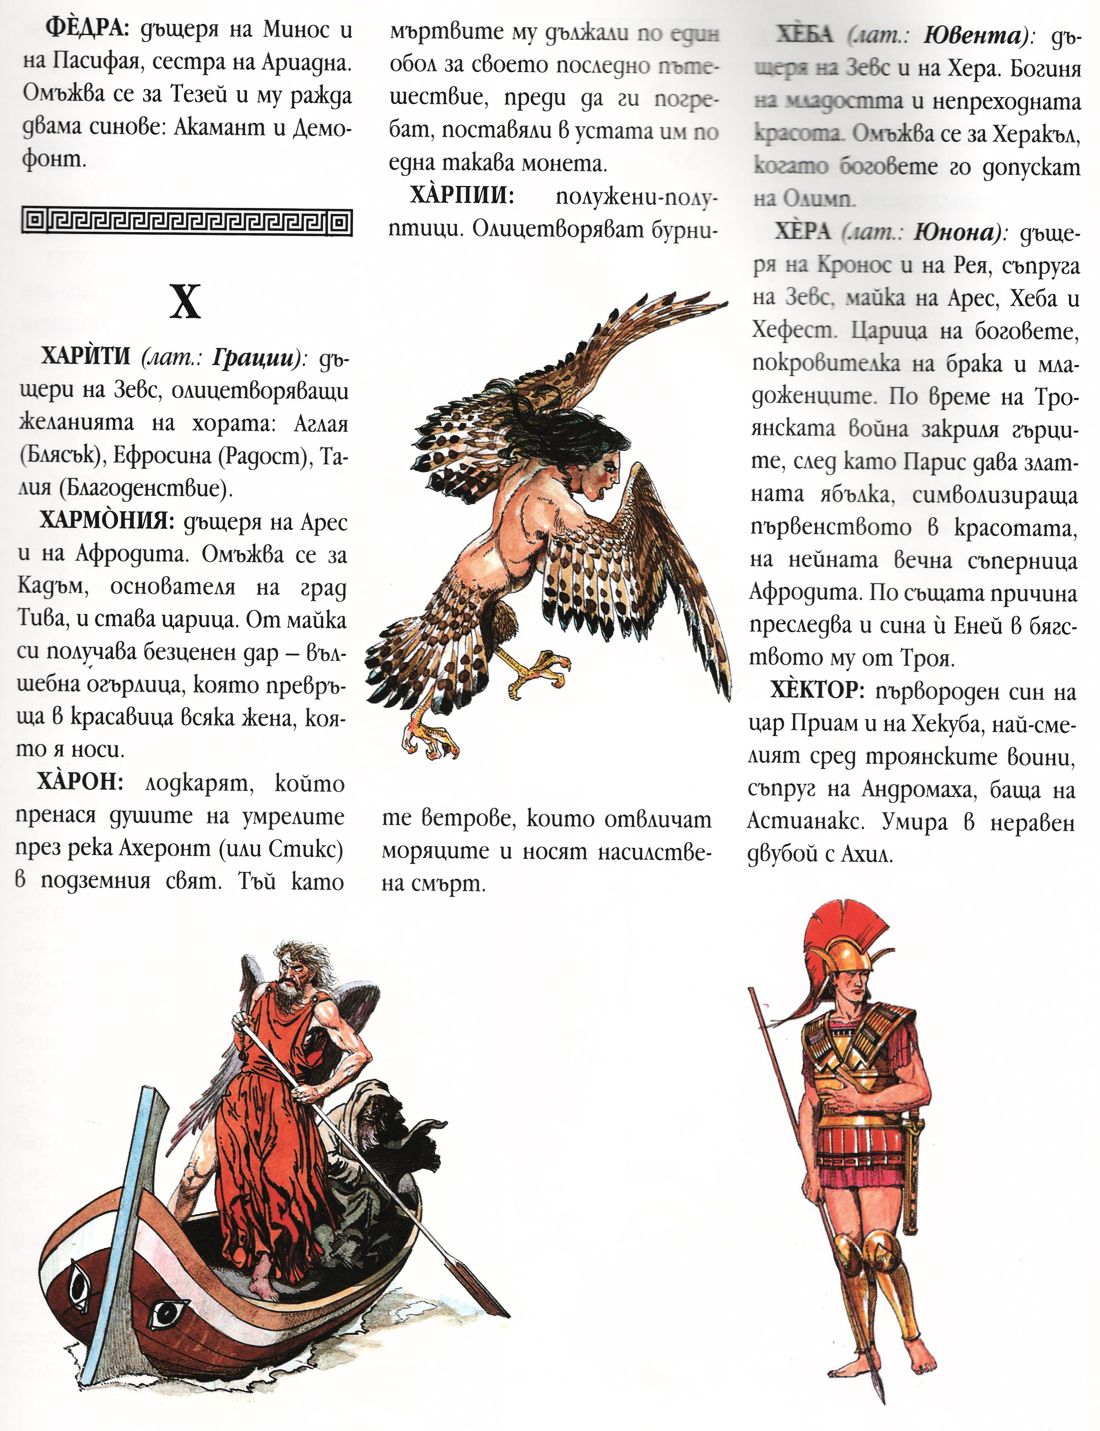 ФЀДРА: дъщеря на Минос и
на Пасифая, сестра на Ариадна.
Омъжва се за Тезей и му ражда
двама синове: Акамант и Демо-
фонт.
Х
ХАРЍТИ (лат.: Грации): дъ-
щери на Зевс, олицетворяващи
желанията на хората: Аглая
(Блясък), Ефросина (Радост), Та-
лия (Благоденствие).
ХАРМО̀НИЯ: дъщеря на Арес
и на Афродита. Омъжва се за
Кадъм, основателя на град
Тива, и става царица. От майка
си получава безценен дар – въл-
шебна огърлица, която превръ-
ща в красавица всяка жена, коя-
то я носи.
ХА̀РОН: лодкарят, който
пренася душите на умрелите
през река Ахеронт (или Стикс)
в подземния свят. Тъй като
мъртвите му дължали по един
обол за своето последно пъте-
шествие, преди да ги погре-
бат, поставяли в устата им по
една такава монета.
ХА̀РПИИ: полужени-полу-
птици. Олицетворяват бурни-
те ветрове, които отвличат
моряците и носят насилстве-
на смърт.
ХЀБА (лат.: Ювента): дъ-
щеря на Зевс и на Хера. Богиня
на младостта и непреходната
красота. Омъжва се за Херакъл,
когато боговете го допускат
на Олимп.
ХЀРА (лат.: Юнона): дъще-
ря на Кронос и на Рея, съпруга
на Зевс, майка на Арес, Хеба и
Хефест. Царица на боговете,
покровителка на брака и мла-
доженците. По време на Тро-
янската война закриля гърци-
те, след като Парис дава злат-
ната ябълка, символизираща
първенството в красотата,
на нейната вечна съперница
Афродита. По същата причина
преследва и сина ѝ Еней в бягс-
твото му от Троя.
ХЀКТОР: първороден син на
цар Приам и на Хекуба, най-сме-
лият сред троянските воини,
съпруг на Андромаха, баща на
Астианакс. Умира в неравен
двубой с Ахил.